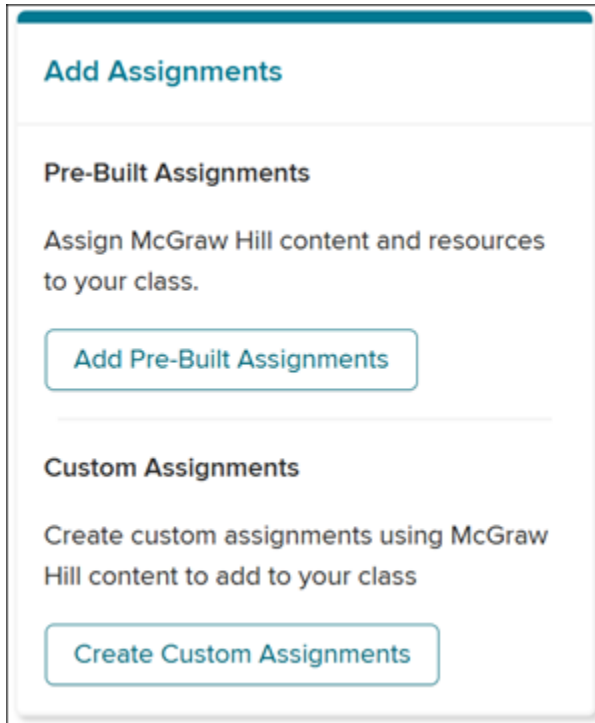 Add Assignments
Pre-Built Assignments
Assign McGraw Hill content and resources
to your class.
Add Pre-Built Assignments
Custom Assignments
Create custom assignments using McGraw
Hill content to add to your class
Create Custom Assignments